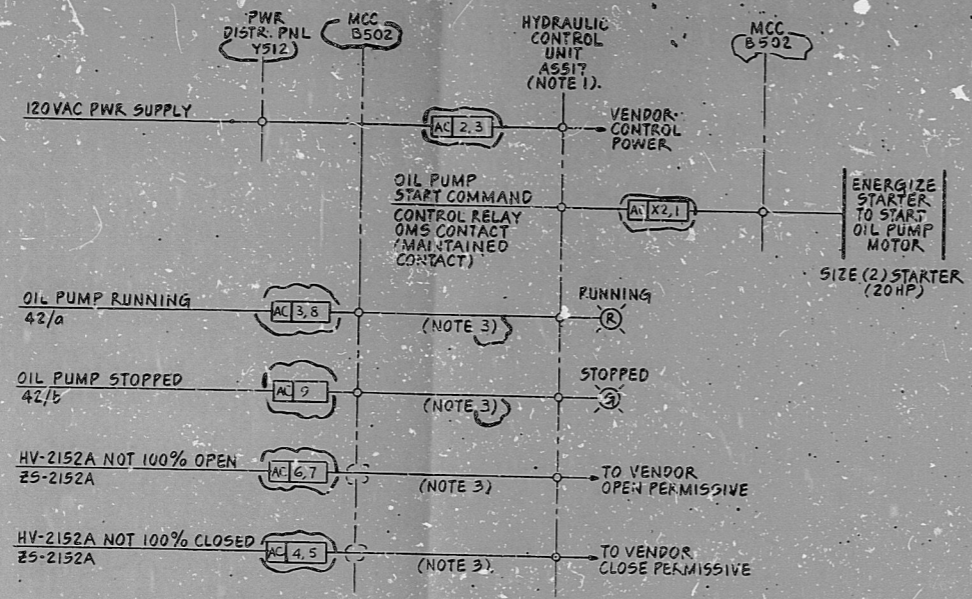 PWR
DISTR. PNL
Y512
MCC
B502
HYDRAULIC
CONTROL
UNIT
ASS17
(NOTE 1).
MCC
B502
120VAC PWR SUPPLY
AC 2,3
VENDOR
CONTROL
POWER
OIL PUMP
START COMMAND
CONTROL RELAY
OMS CONTACT
(MAINTAINED
CONTACT)
AC X2,1
ENERGIZE
STARTER
TO START
OIL PUMP
MOTOR
SIZE (2) STARTER
(20HP)
OIL PUMP RUNNING
42/a
AC 3,8
(NOTE 3)
RUNNING
R
OIL PUMP STOPPED
42/b
AC 9
(NOTE 3)
STOPPED
G
HV-2152A NOT 100% OPEN
ZS-2152A
AC 6,7
(NOTE 3)
TO VENDOR
OPEN PERMISSIVE
HV-2152A NOT 100% CLOSED
ZS-2152A
AC 4,5
(NOTE 3)
TO VENDOR
CLOSE PERMISSIVE